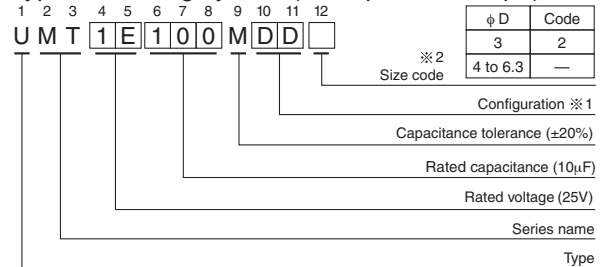 1 2 3 4 5 6 7 8 9 10 11 12
U M T 1 E 1 0 0 M D D
φ D Code
3 2
4 to 6.3 —
※2
Size code
Configuration ※1
Capacitance tolerance (±20%)
Rated capacitance (10μF)
Rated voltage (25V)
Series name
Type